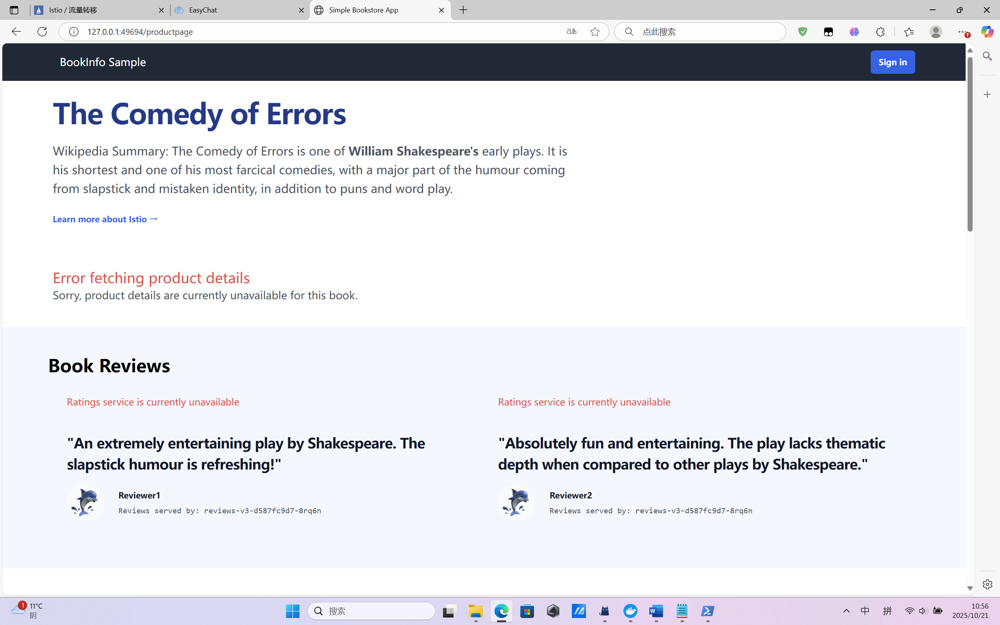 Istio / 流量转移
EasyChat
Simple Bookstore App
127.0.0.1:49694/productpage
aあ
点此搜索
BookInfo Sample
Sign in
The Comedy of Errors
Wikipedia Summary: The Comedy of Errors is one of William Shakespeare's early plays. It is
his shortest and one of his most farcical comedies, with a major part of the humour coming
from slapstick and mistaken identity, in addition to puns and word play.
Learn more about Istio →
Error fetching product details
Sorry, product details are currently unavailable for this book.
Book Reviews
Ratings service is currently unavailable
Ratings service is currently unavailable
"An extremely entertaining play by Shakespeare. The
slapstick humour is refreshing!"
"Absolutely fun and entertaining. The play lacks thematic
depth when compared to other plays by Shakespeare."
Reviewer1
Reviews served by: reviews-v3-d587fc9d7-8rq6n
Reviewer2
Reviews served by: reviews-v3-d587fc9d7-8rq6n
1
11°C
阴
搜索
中
拼
10:56
2025/10/21